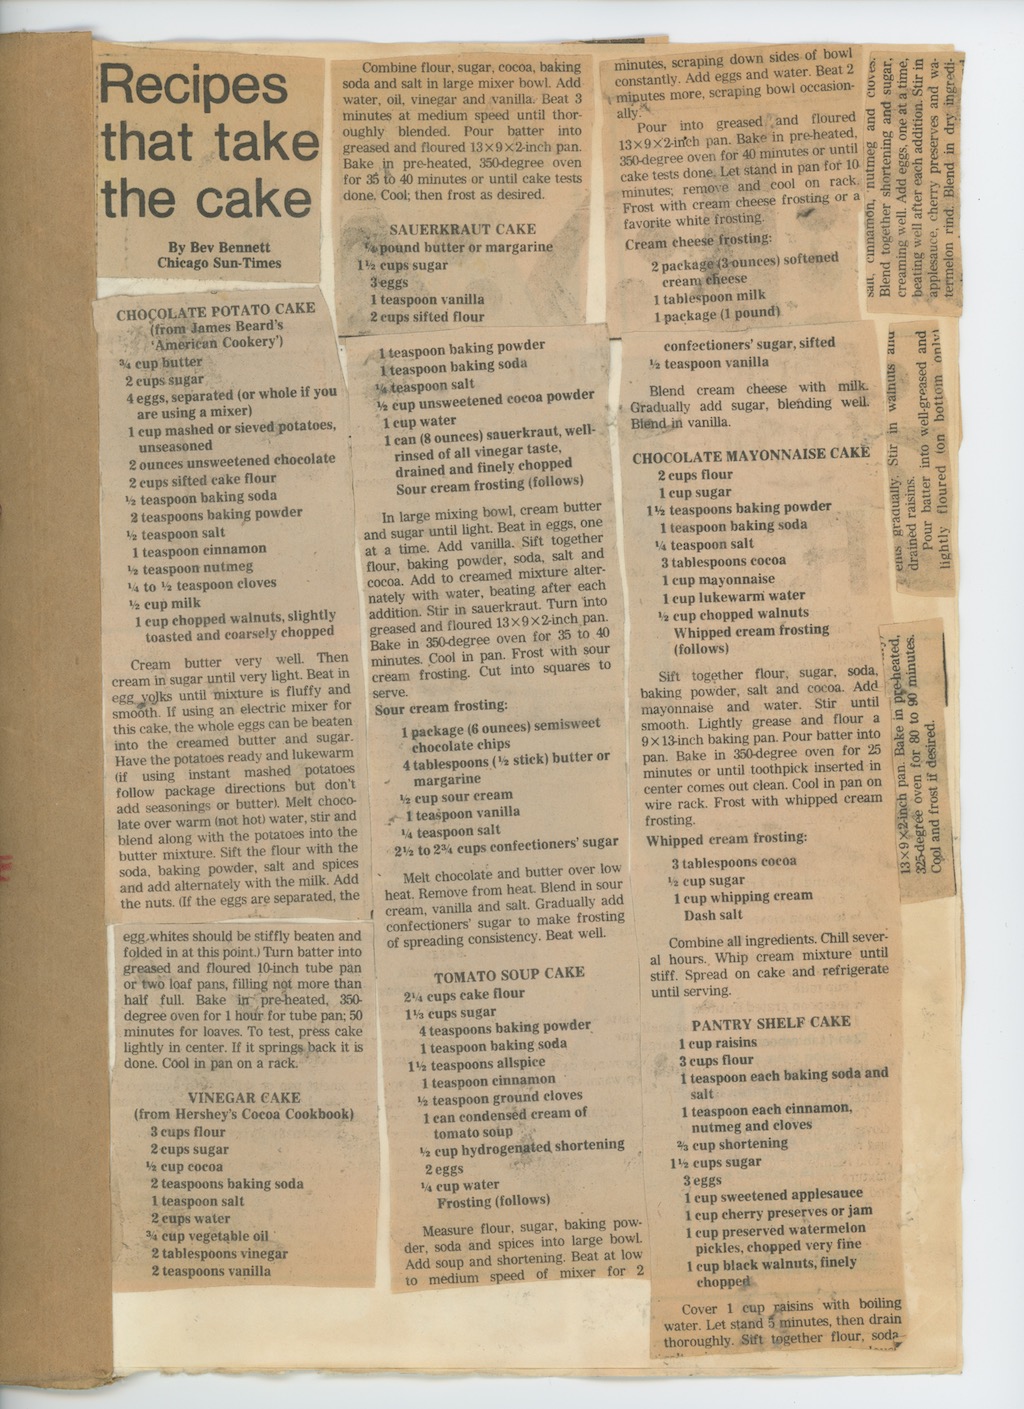 Recipes
that take
the cake
By Bev Bennett
Chicago Sun-Times
CHOCOLATE POTATO CAKE
(from James Beard's
'American Cookery')
¾ cup butter
2 cups sugar
4 eggs, separated (or whole if you
are using a mixer)
1 cup mashed or sieved potatoes,
unseasoned
2 ounces unsweetened chocolate
2 cups sifted cake flour
½ teaspoon baking soda
2 teaspoons baking powder
½ teaspoon salt
1 teaspoon cinnamon
½ teaspoon nutmeg
¼ to ½ teaspoon cloves
½ cup milk
1 cup chopped walnuts, slightly
toasted and coarsely chopped
Cream butter very well. Then
cream in sugar until very light. Beat in
egg yolks until mixture is fluffy and
smooth. If using an electric mixer for
this cake, the whole eggs can be beaten
into the creamed butter and sugar.
Have the potatoes ready and lukewarm
(if using instant mashed potatoes
follow package directions but don't
add seasonings or butter). Melt choco-
late over warm (not hot) water, stir and
blend along with the potatoes into the
butter mixture. Sift the flour with the
soda, baking powder, salt and spices
and add alternately with the milk. Add
the nuts. (If the eggs are separated, the
egg whites should be stiffly beaten and
folded in at this point.) Turn batter into
greased and floured 10-inch tube pan
or two loaf pans, filling not more than
half full. Bake in pre-heated, 350-
degree oven for 1 hour for tube pan; 50
minutes for loaves. To test, press cake
lightly in center. If it springs back it is
done. Cool in pan on a rack.
VINEGAR CAKE
(from Hershey's Cocoa Cookbook)
3 cups flour
2 cups sugar
½ cup cocoa
2 teaspoons baking soda
1 teaspoon salt
2 cups water
¾ cup vegetable oil
2 tablespoons vinegar
2 teaspoons vanilla
Combine flour, sugar, cocoa, baking
soda and salt in large mixer bowl. Add
water, oil, vinegar and vanilla. Beat 3
minutes at medium speed until thor-
oughly blended. Pour batter into
greased and floured 13×9×2-inch pan.
Bake in pre-heated, 350-degree oven
for 35 to 40 minutes or until cake tests
done. Cool; then frost as desired.
SAUERKRAUT CAKE
¼ pound butter or margarine
1½ cups sugar
3 eggs
1 teaspoon vanilla
2 cups sifted flour
1 teaspoon baking powder
1 teaspoon baking soda
¼ teaspoon salt
½ cup unsweetened cocoa powder
1 cup water
1 can (8 ounces) sauerkraut, well-
rinsed of all vinegar taste,
drained and finely chopped
Sour cream frosting (follows)
In large mixing bowl, cream butter
and sugar until light. Beat in eggs, one
at a time. Add vanilla. Sift together
flour, baking powder, soda, salt and
cocoa. Add to creamed mixture alter-
nately with water, beating after each
addition. Stir in sauerkraut. Turn into
greased and floured 13×9×2-inch pan.
Bake in 350-degree oven for 35 to 40
minutes. Cool in pan. Frost with sour
cream frosting. Cut into squares to
serve.
Sour cream frosting:
1 package (6 ounces) semisweet
chocolate chips
4 tablespoons (½ stick) butter or
margarine
½ cup sour cream
1 teaspoon vanilla
¼ teaspoon salt
2½ to 2¾ cups confectioners' sugar
Melt chocolate and butter over low
heat. Remove from heat. Blend in sour
cream, vanilla and salt. Gradually add
confectioners' sugar to make frosting
of spreading consistency. Beat well.
TOMATO SOUP CAKE
2¼ cups cake flour
1⅓ cups sugar
4 teaspoons baking powder
1 teaspoon baking soda
1½ teaspoons allspice
1 teaspoon cinnamon
½ teaspoon ground cloves
1 can condensed cream of
tomato soup
½ cup hydrogenated shortening
2 eggs
¼ cup water
Frosting (follows)
Measure flour, sugar, baking pow-
der, soda and spices into large bowl.
Add soup and shortening. Beat at low
to medium speed of mixer for 2
minutes, scraping down sides of bowl
constantly. Add eggs and water. Beat 2
minutes more, scraping bowl occasion-
ally.
Pour into greased and floured
13×9×2-inch pan. Bake in pre-heated,
350-degree oven for 40 minutes or until
cake tests done. Let stand in pan for 10
minutes; remove and cool on rack.
Frost with cream cheese frosting or a
favorite white frosting.
Cream cheese frosting:
2 package (3 ounces) softened
cream cheese
1 tablespoon milk
1 package (1 pound)
confectioners' sugar, sifted
½ teaspoon vanilla
Blend cream cheese with milk.
Gradually add sugar, blending well.
Blend in vanilla.
CHOCOLATE MAYONNAISE CAKE
2 cups flour
1 cup sugar
1½ teaspoons baking powder
1 teaspoon baking soda
¼ teaspoon salt
3 tablespoons cocoa
1 cup mayonnaise
1 cup lukewarm water
½ cup chopped walnuts
Whipped cream frosting
(follows)
Sift together flour, sugar, soda,
baking powder, salt and cocoa. Add
mayonnaise and water. Stir until
smooth. Lightly grease and flour a
9×13-inch baking pan. Pour batter into
pan. Bake in 350-degree oven for 25
minutes or until toothpick inserted in
center comes out clean. Cool in pan on
wire rack. Frost with whipped cream
frosting.
Whipped cream frosting:
3 tablespoons cocoa
½ cup sugar
1 cup whipping cream
Dash salt
Combine all ingredients. Chill sever-
al hours. Whip cream mixture until
stiff. Spread on cake and refrigerate
until serving.
PANTRY SHELF CAKE
1 cup raisins
3 cups flour
1 teaspoon each baking soda and
salt
1 teaspoon each cinnamon,
nutmeg and cloves
⅔ cup shortening
1½ cups sugar
3 eggs
1 cup sweetened applesauce
1 cup cherry preserves or jam
1 cup preserved watermelon
pickles, chopped very fine
1 cup black walnuts, finely
chopped
Cover 1 cup raisins with boiling
water. Let stand 5 minutes, then drain
thoroughly. Sift together flour, soda
salt, cinnamon, nutmeg and cloves.
Blend together shortening and sugar,
creaming well. Add eggs, one at a time,
beating well after each addition. Stir in
applesauce, cherry preserves and wa-
termelon rind. Blend in dry ingredi-
ents gradually. Stir in walnuts and
drained raisins.
Pour batter into well-greased and
lightly floured (on bottom only)
13×9×2-inch pan. Bake in pre-heated,
325-degree oven for 80 to 90 minutes.
Cool and frost if desired.